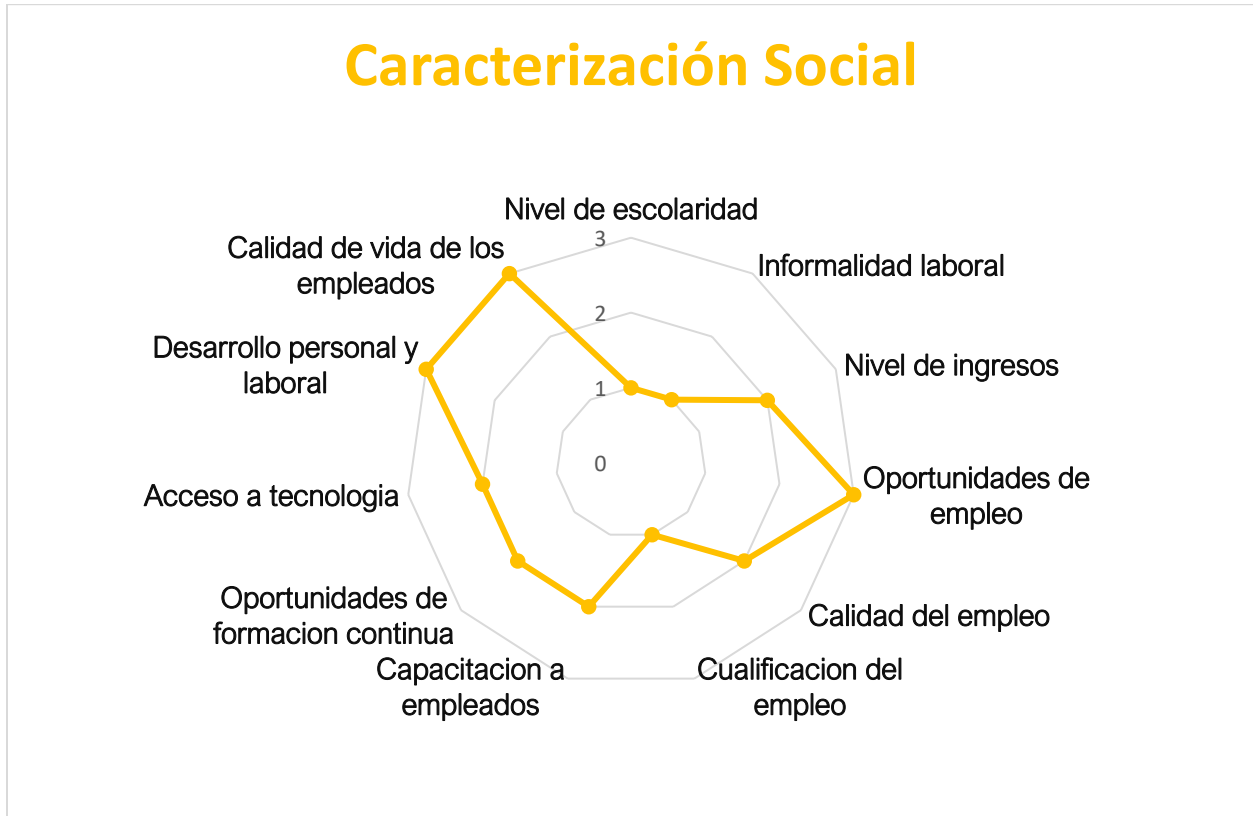 Caracterización Social
Nivel de escolaridad
Informalidad laboral
Nivel de ingresos
Oportunidades de
empleo
Calidad del empleo
Cualificacion del
empleo
Capacitacion a
empleados
Oportunidades de
formacion continua
Acceso a tecnologia
Desarrollo personal y
laboral
Calidad de vida de los
empleados
3
2
1
0